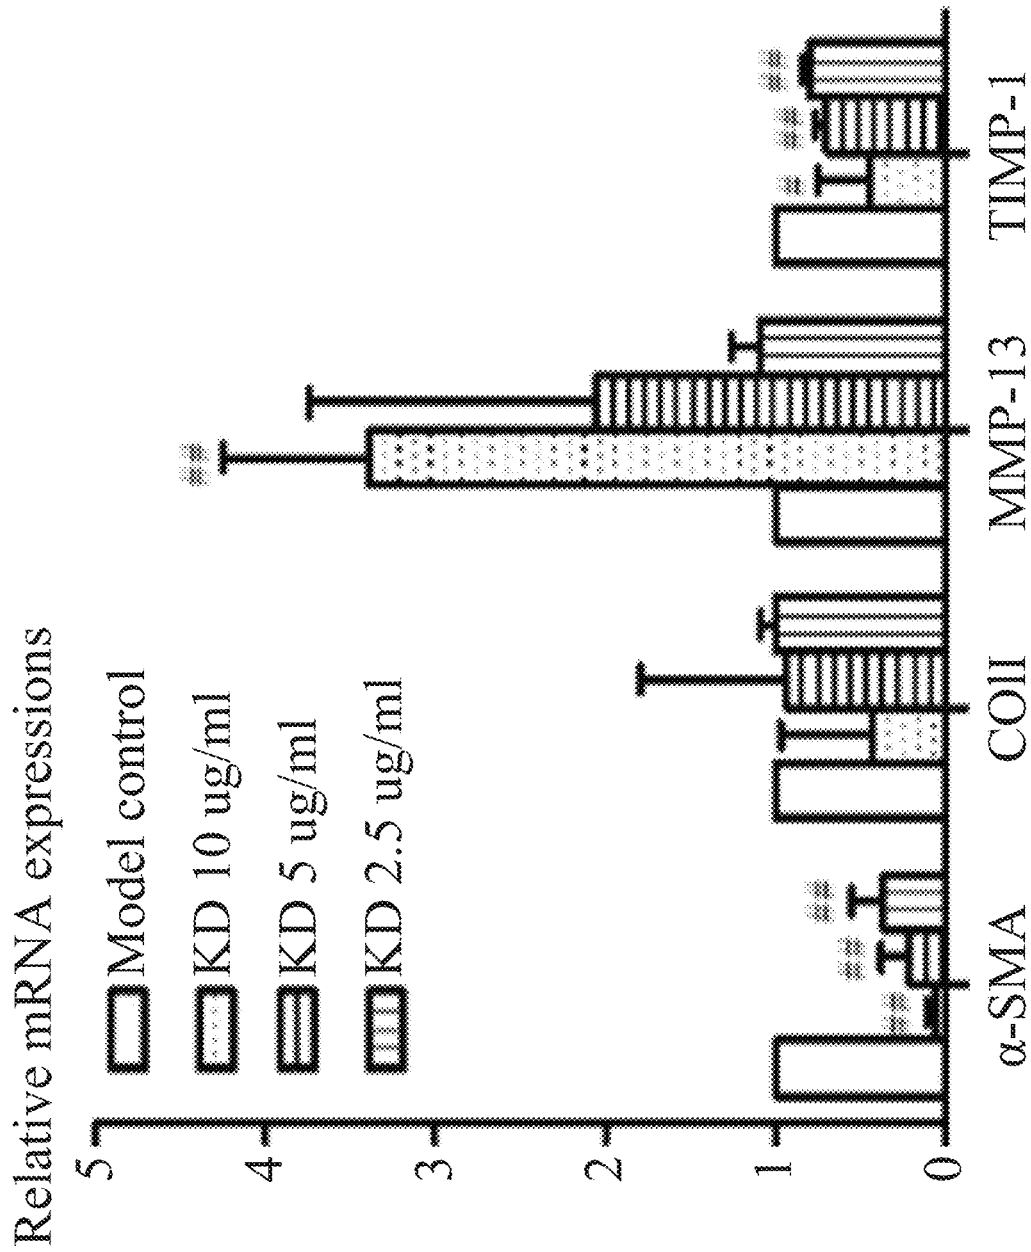 Relative mRNA expressions
5
4
3
2
1
0
Model control
KD 10 ug/ml
KD 5 ug/ml
KD 2.5 ug/ml
##
##
##
##
#
##
##
α-SMA
COII
MMP-13
TIMP-1